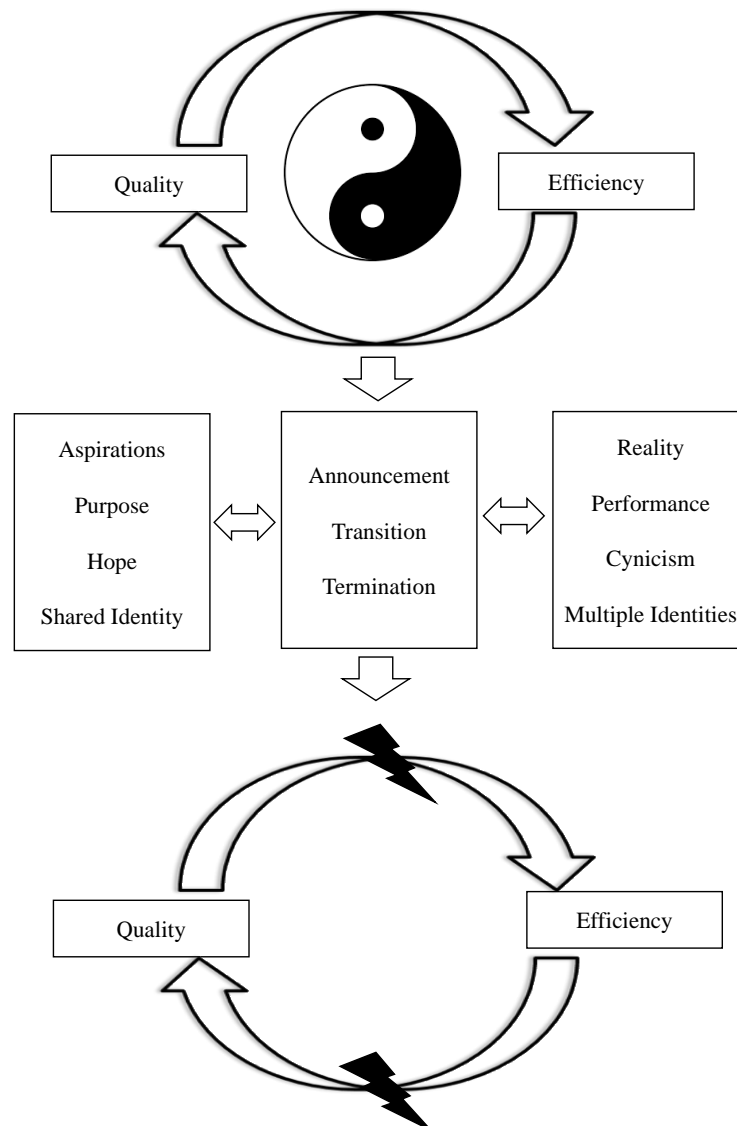 Quality
Efficiency
Aspirations
Purpose
Hope
Shared Identity
Announcement
Transition
Termination
Reality
Performance
Cynicism
Multiple Identities
Quality
Efficiency